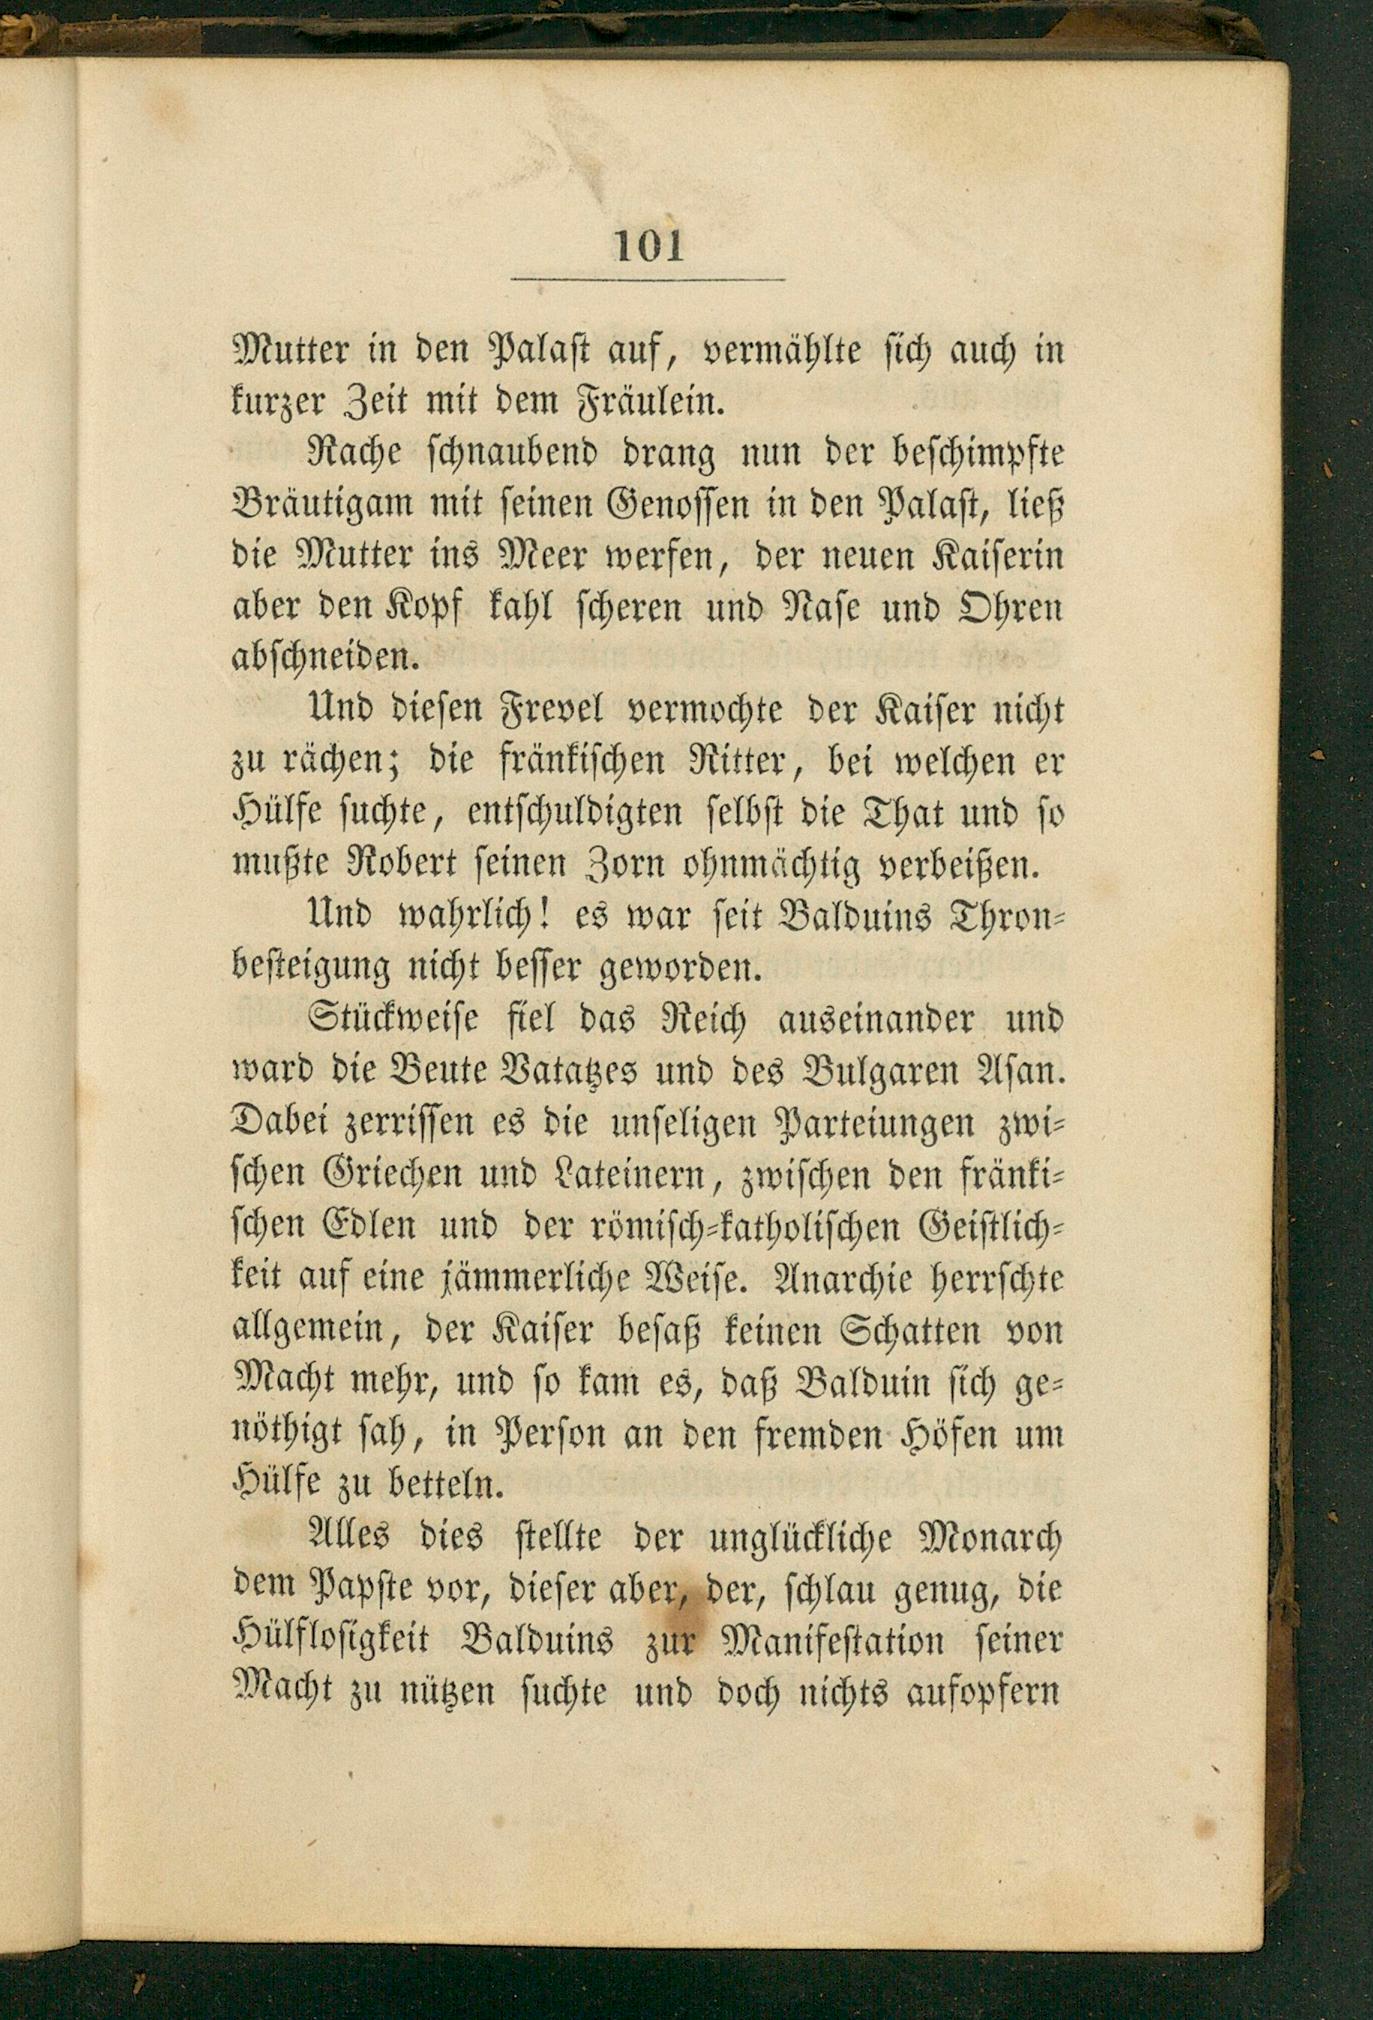 101
Mutter in den Palast auf, vermählte sich auch in
kurzer Zeit mit dem Fräulein.
Rache schnaubend drang nun der beschimpfte
Bräutigam mit seinen Genossen in den Palast, ließ
die Mutter ins Meer werfen, der neuen Kaiserin
aber den Kopf kahl scheren und Nase und Ohren
abschneiden.
Und diesen Frevel vermochte der Kaiser nicht
zu rächen; die fränkischen Ritter, bei welchen er
Hülfe suchte, entschuldigten selbst die That und so
mußte Robert seinen Zorn ohnmächtig verbeißen.
Und wahrlich! es war seit Balduins Thron-
besteigung nicht besser geworden.
Stückweise fiel das Reich auseinander und
ward die Beute Vatatzes und des Bulgaren Asan.
Dabei zerrissen es die unseligen Parteiungen zwi-
schen Griechen und Lateinern, zwischen den fränki-
schen Edlen und der römisch-katholischen Geistlich-
keit auf eine jämmerliche Weise. Anarchie herrschte
allgemein, der Kaiser besaß keinen Schatten von
Macht mehr, und so kam es, daß Balduin sich ge-
nöthigt sah, in Person an den fremden Höfen um
Hülfe zu betteln.
Alles dies stellte der unglückliche Monarch
dem Papste vor, dieser aber, der, schlau genug, die
Hülflosigkeit Balduins zur Manifestation seiner
Macht zu nützen suchte und doch nichts aufopfern